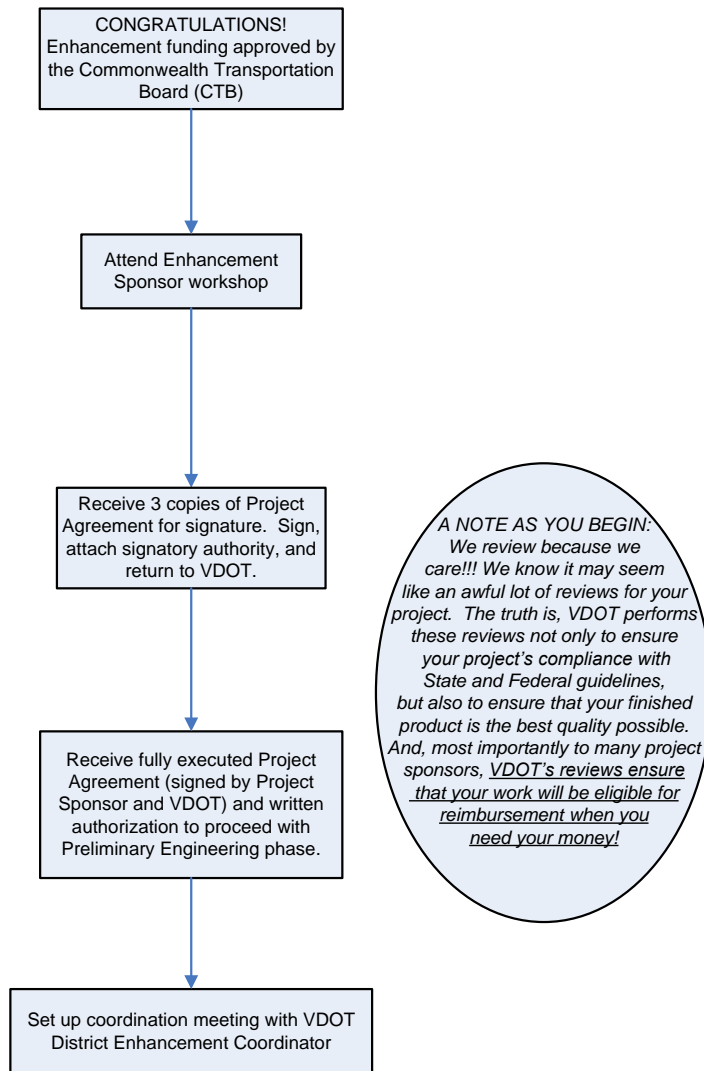 CONGRATULATIONS!
Enhancement funding approved by
the Commonwealth Transportation
Board (CTB)
Attend Enhancement
Sponsor workshop
Receive 3 copies of Project
Agreement for signature.  Sign,
attach signatory authority, and
return to VDOT.
Receive fully executed Project
Agreement (signed by Project
Sponsor and VDOT) and written
authorization to proceed with
Preliminary Engineering phase.
Set up coordination meeting with VDOT
District Enhancement Coordinator
A NOTE AS YOU BEGIN:
We review because we
care!!! We know it may seem
like an awful lot of reviews for your
project.  The truth is, VDOT performs
these reviews not only to ensure
your project’s compliance with
State and Federal guidelines,
but also to ensure that your finished
product is the best quality possible.
And, most importantly to many project
sponsors, VDOT’s reviews ensure
that your work will be eligible for
reimbursement when you
need your money!